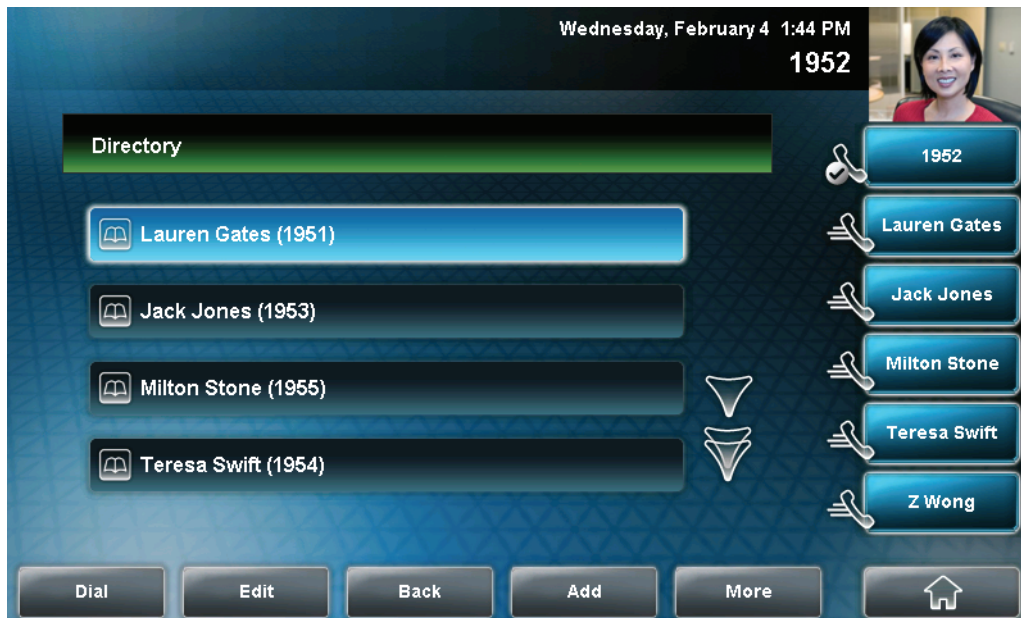 Wednesday, February 4 1:44 PM
1952
Directory
1952
Lauren Gates (1951)
Lauren Gates
Jack Jones (1953)
Jack Jones
Milton Stone (1955)
Milton Stone
Teresa Swift (1954)
Teresa Swift
Z Wong
Dial Edit Back Add More